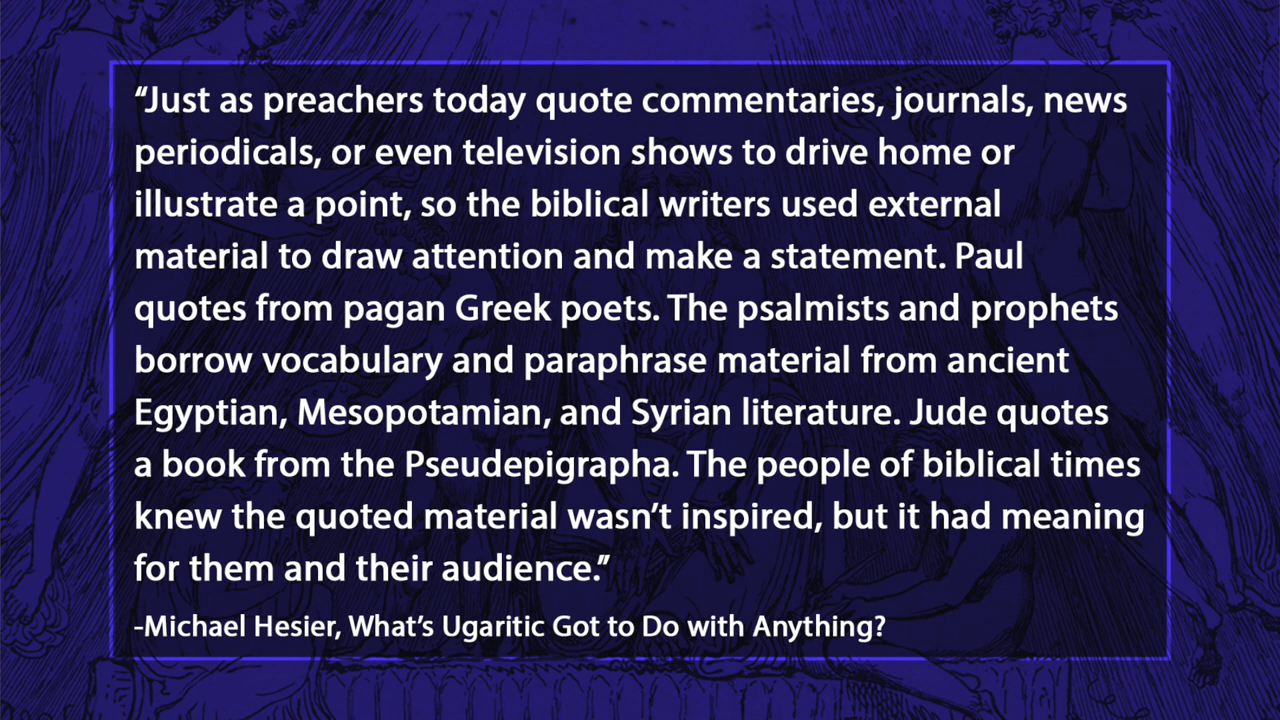 “Just as preachers today quote commentaries, journals, news
periodicals, or even television shows to drive home or
illustrate a point, so the biblical writers used external
material to draw attention and make a statement. Paul
quotes from pagan Greek poets. The psalmists and prophets
borrow vocabulary and paraphrase material from ancient
Egyptian, Mesopotamian, and Syrian literature. Jude quotes
a book from the Pseudepigrapha. The people of biblical times
knew the quoted material wasn’t inspired, but it had meaning
for them and their audience.”
-Michael Hesier, What’s Ugaritic Got to Do with Anything?